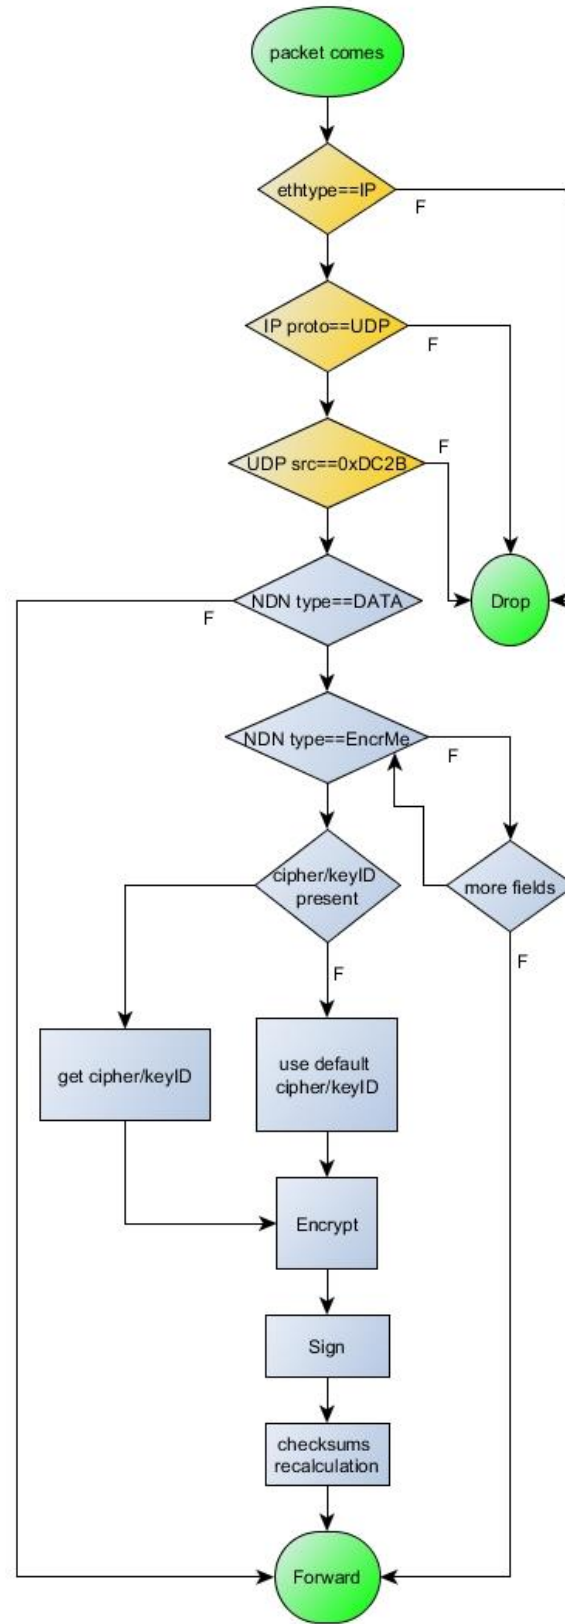 packet comes
ethtype==IP
F
IP proto==UDP
F
UDP src==0xDC2B
F
Drop
NDN type==DATA
F
NDN type==EncrMe
F
cipher/keyID
present
more fields
F
F
get cipher/keyID
use default
cipher/keyID
Encrypt
Sign
checksums
recalculation
Forward